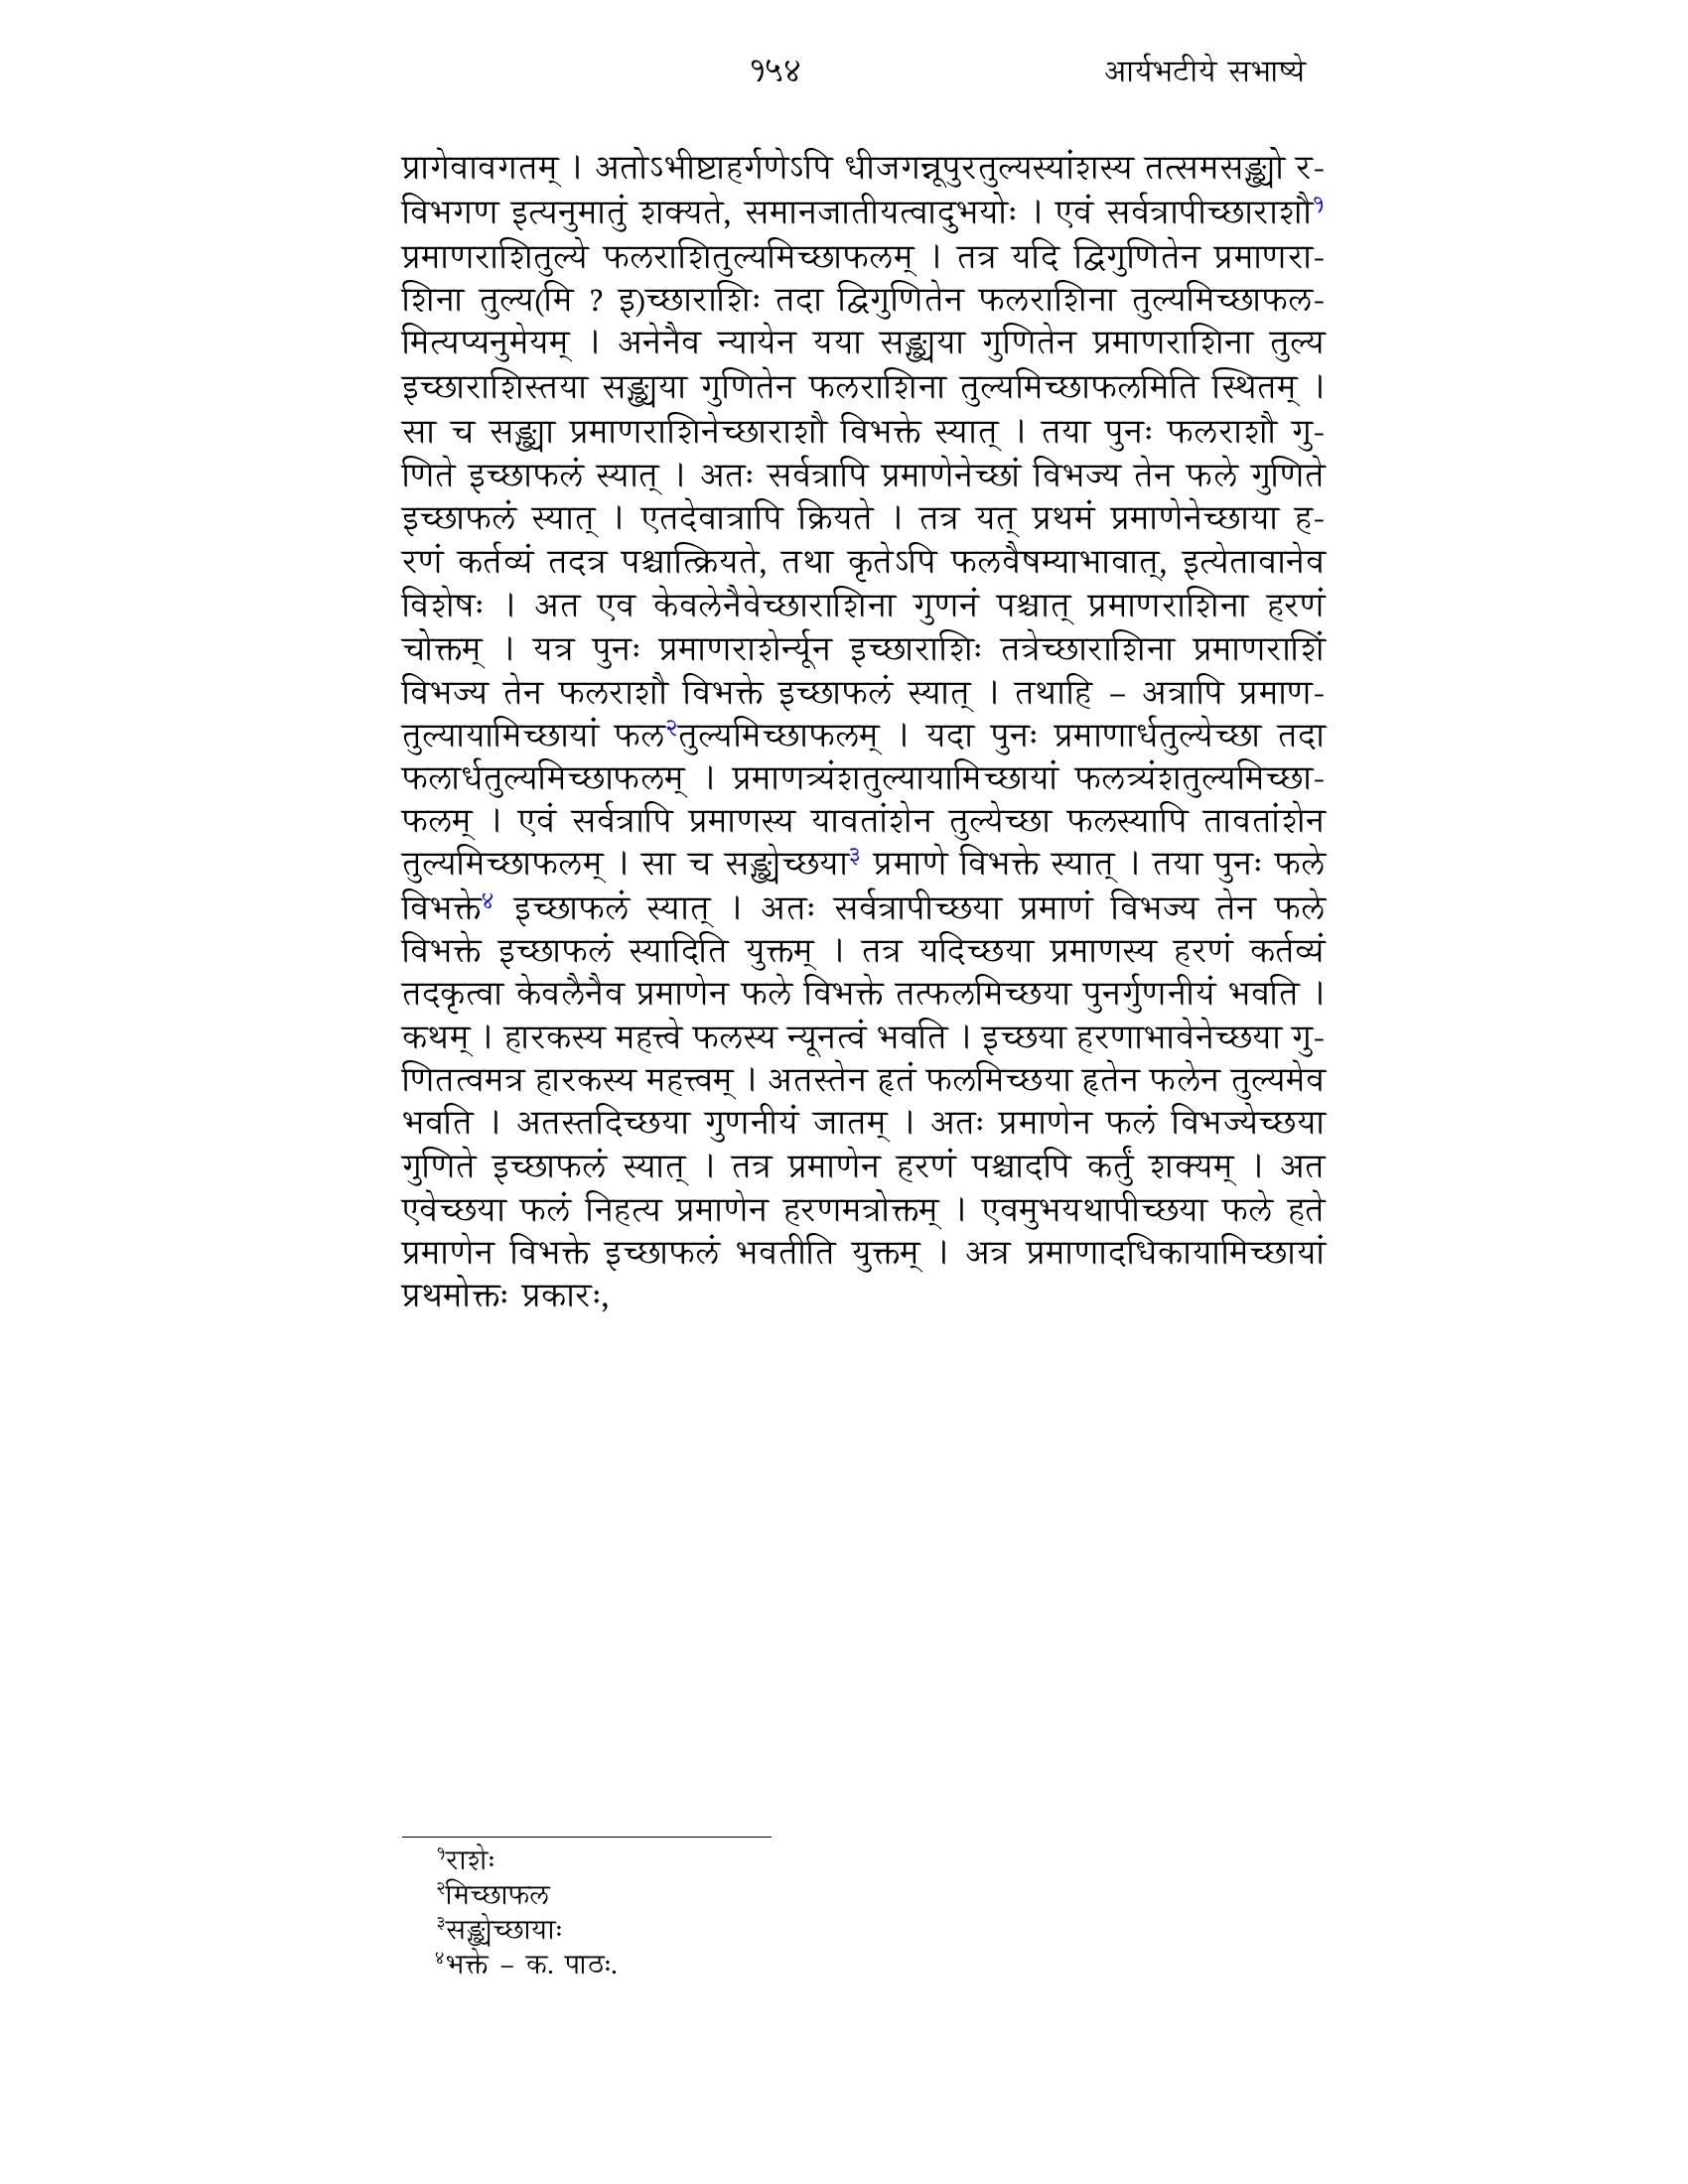 १५४ आर्यभटीये सभाष्ये
प्रागेवावगतम् । अतोऽभीष्टाहर्गणेऽपि धीजगन्नूपुरतुल्यस्यांशस्य तत्समसङ्ख्यो र-
विभगण इत्यनुमातुं शक्यते, समानजातीयत्वादुभयोः । एवं सर्वत्रापीच्छाराशौ१
प्रमाणराशितुल्ये फलराशितुल्यमिच्छाफलम् । तत्र यदि द्विगुणितेन प्रमाणरा-
शिना तुल्य(मि ? इ)च्छाराशिः तदा द्विगुणितेन फलराशिना तुल्यमिच्छाफल-
मित्यप्यनुमेयम् । अनेनैव न्यायेन यया सङ्ख्यया गुणितेन प्रमाणराशिना तुल्य
इच्छाराशिस्तया सङ्ख्यया गुणितेन फलराशिना तुल्यमिच्छाफलमिति स्थितम् ।
सा च सङ्ख्या प्रमाणराशिनेच्छाराशौ विभक्ते स्यात् । तया पुनः फलराशौ गु-
णिते इच्छाफलं स्यात् । अतः सर्वत्रापि प्रमाणेनेच्छां विभज्य तेन फले गुणिते
इच्छाफलं स्यात् । एतदेवात्रापि क्रियते । तत्र यत् प्रथमं प्रमाणेनेच्छाया ह-
रणं कर्तव्यं तदत्र पश्चात्क्रियते, तथा कृतेऽपि फलवैषम्याभावात्, इत्येतावानेव
विशेषः । अत एव केवलेनैवेच्छाराशिना गुणनं पश्चात् प्रमाणराशिना हरणं
चोक्तम् । यत्र पुनः प्रमाणराशेर्न्यून इच्छाराशिः तत्रेच्छाराशिना प्रमाणराशिं
विभज्य तेन फलराशौ विभक्ते इच्छाफलं स्यात् । तथाहि – अत्रापि प्रमाण-
तुल्यायामिच्छायां फल२तुल्यमिच्छाफलम् । यदा पुनः प्रमाणार्धतुल्येच्छा तदा
फलार्धतुल्यमिच्छाफलम् । प्रमाणत्र्यंशतुल्यायामिच्छायां फलत्र्यंशतुल्यमिच्छा-
फलम् । एवं सर्वत्रापि प्रमाणस्य यावतांशेन तुल्येच्छा फलस्यापि तावतांशेन
तुल्यमिच्छाफलम् । सा च सङ्ख्येच्छया३ प्रमाणे विभक्ते स्यात् । तया पुनः फले
विभक्ते४ इच्छाफलं स्यात् । अतः सर्वत्रापीच्छया प्रमाणं विभज्य तेन फले
विभक्ते इच्छाफलं स्यादिति युक्तम् । तत्र यदिच्छया प्रमाणस्य हरणं कर्तव्यं
तदकृत्वा केवलैनैव प्रमाणेन फले विभक्ते तत्फलमिच्छया पुनर्गुणनीयं भवति ।
कथम् । हारकस्य महत्त्वे फलस्य न्यूनत्वं भवति । इच्छया हरणाभावेनेच्छया गु-
णितत्वमत्र हारकस्य महत्त्वम् । अतस्तेन हृतं फलमिच्छया हृतेन फलेन तुल्यमेव
भवति । अतस्तदिच्छया गुणनीयं जातम् । अतः प्रमाणेन फलं विभज्येच्छया
गुणिते इच्छाफलं स्यात् । तत्र प्रमाणेन हरणं पश्चादपि कर्तुं शक्यम् । अत
एवेच्छया फलं निहत्य प्रमाणेन हरणमत्रोक्तम् । एवमुभयथापीच्छया फले हते
प्रमाणेन विभक्ते इच्छाफलं भवतीति युक्तम् । अत्र प्रमाणादधिकायामिच्छायां
प्रथमोक्तः प्रकारः,
१राशेः
२मिच्छाफल
३सङ्ख्येच्छायाः
४भक्ते – क. पाठः.